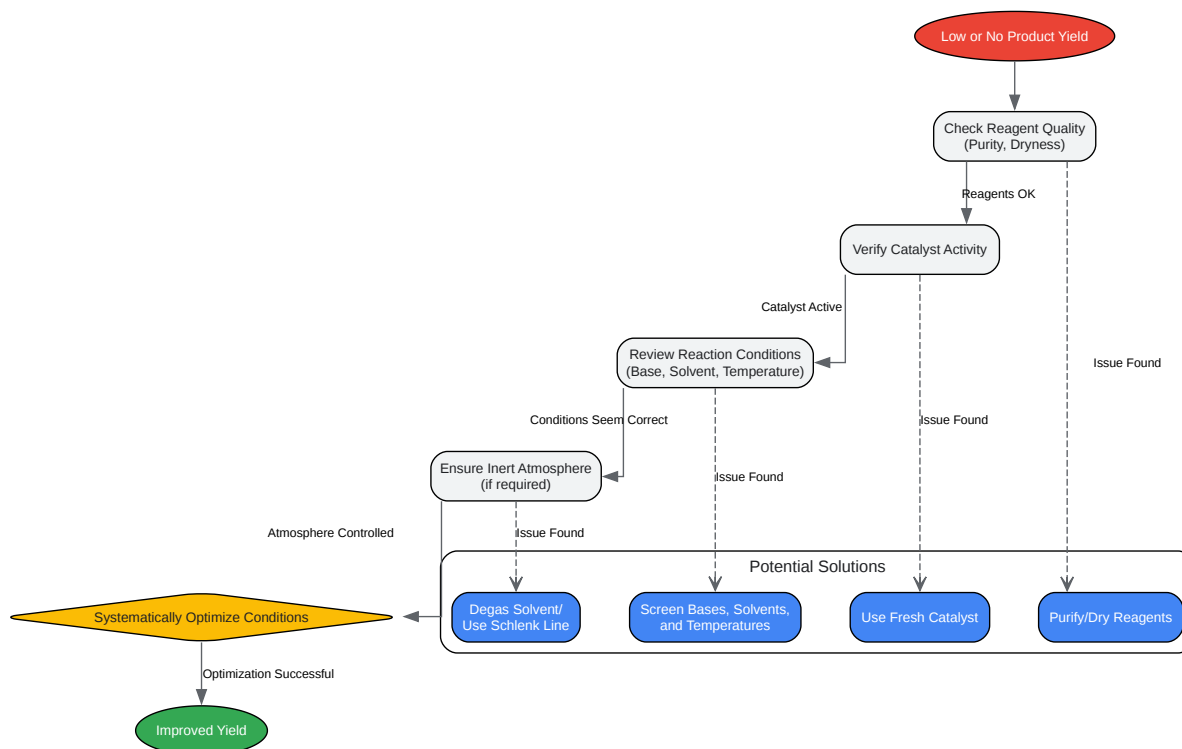 Low or No Product Yield
Check Reagent Quality
(Purity, Dryness)
Reagents OK
Verify Catalyst Activity
Catalyst Active
Review Reaction Conditions
(Base, Solvent, Temperature)
Issue Found
Conditions Seem Correct
Issue Found
Ensure Inert Atmosphere
(if required)
Issue Found
Atmosphere Controlled
Issue Found
Potential Solutions
Systematically Optimize Conditions
Degas Solvent/
Use Schlenk Line
Screen Bases, Solvents,
and Temperatures
Use Fresh Catalyst
Purify/Dry Reagents
Optimization Successful
Improved Yield